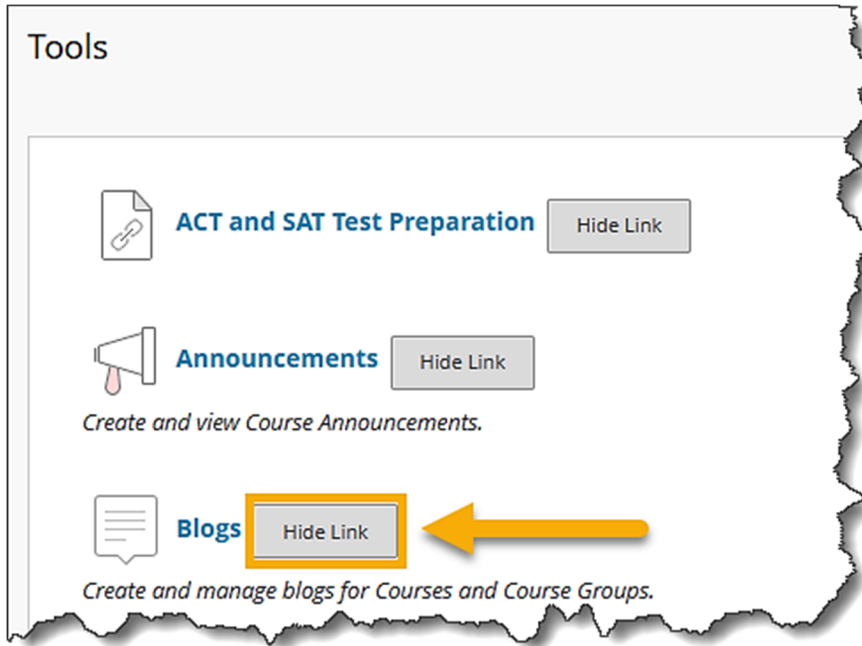 Tools
ACT and SAT Test Preparation Hide Link
Announcements Hide Link
Create and view Course Announcements.
Blogs Hide Link
Create and manage blogs for Courses and Course Groups.